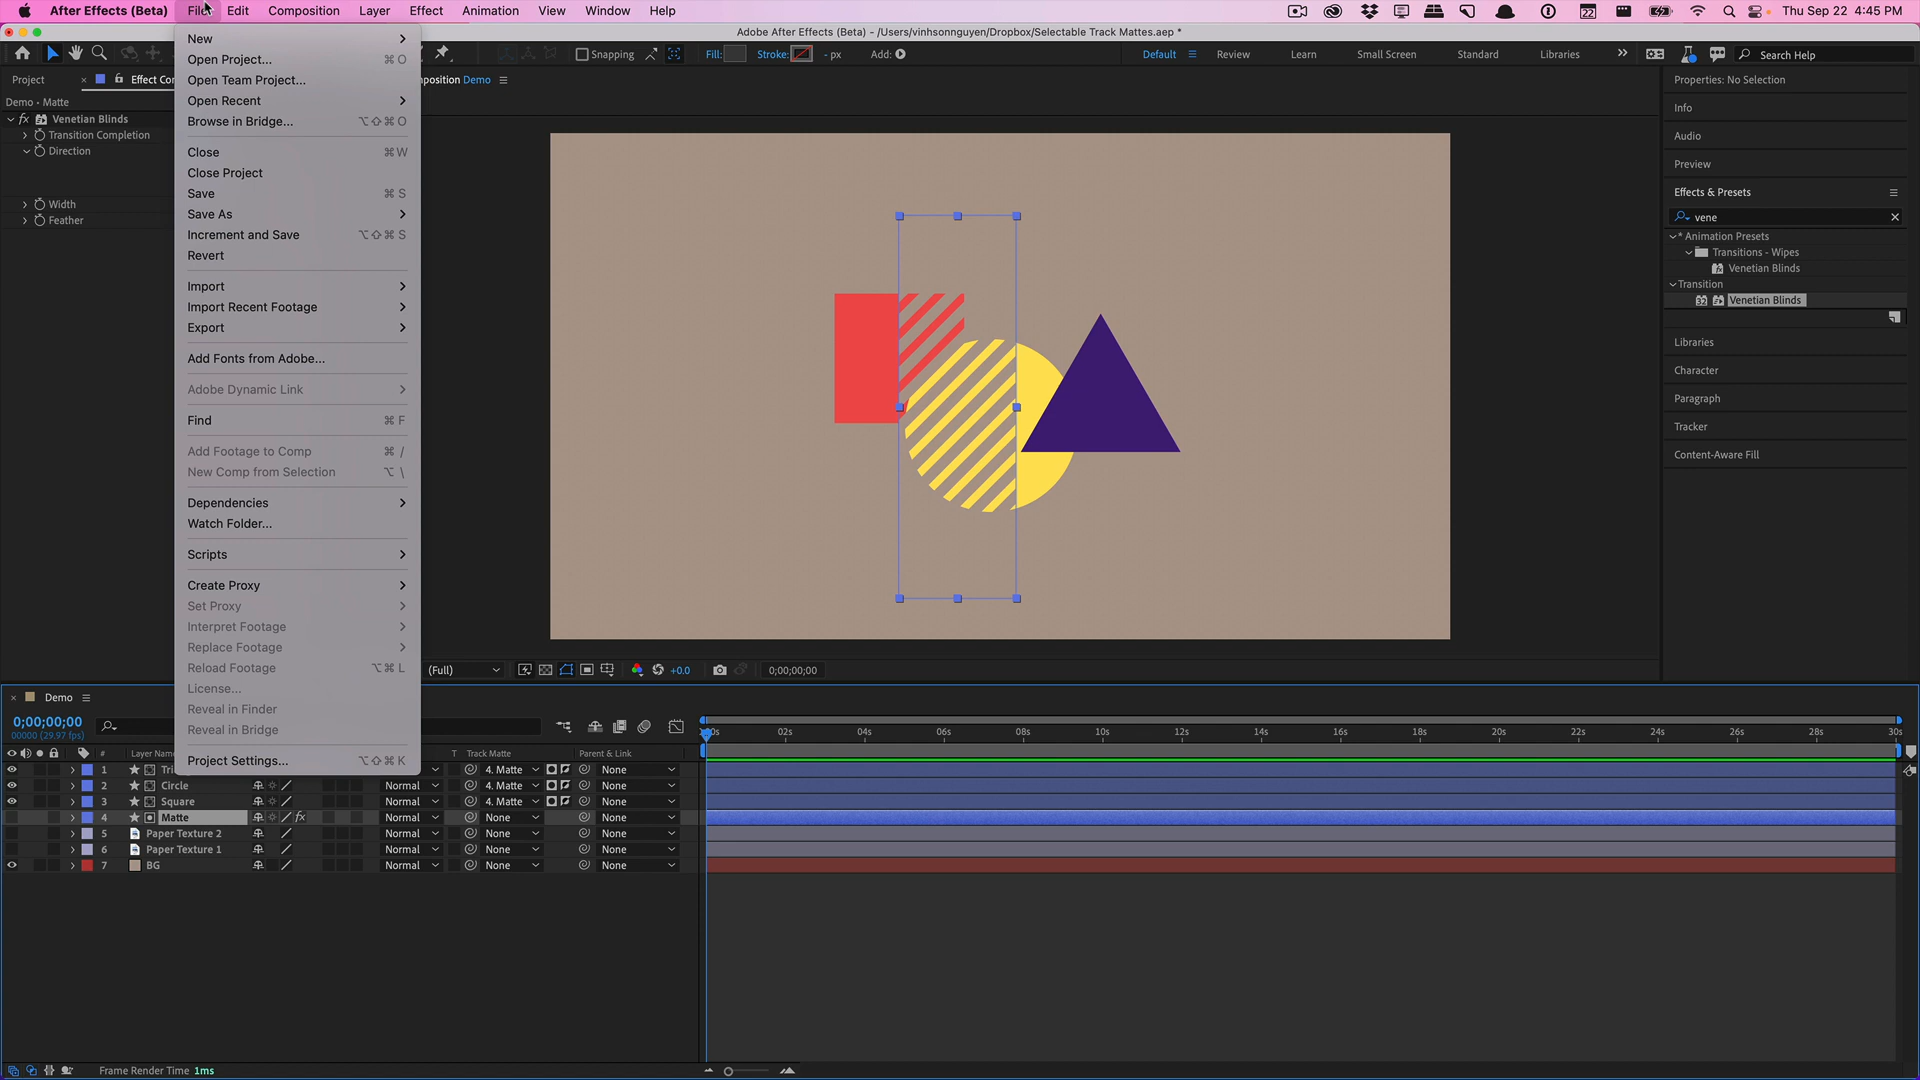 After Effects (Beta) File Edit Composition Layer Effect Animation View Window Help 22 Thu Sep 22 4:45 PM
Adobe After Effects (Beta) - /Users/vinhsonnguyen/Dropbox/Selectable Track Mattes.aep *
Snapping Fill: Stroke: - px Add: Default Review Learn Small Screen Standard Libraries Search Help
Project Effect Con position Demo
Demo • Matte
fx Venetian Blinds
Transition Completion
Direction
Width
Feather
New
Open Project... ⌘ O
Open Team Project...
Open Recent
Browse in Bridge... ⌥⇧⌘ O
Close ⌘ W
Close Project
Save ⌘ S
Save As
Increment and Save ⌥⇧⌘ S
Revert
Import
Import Recent Footage
Export
Add Fonts from Adobe...
Adobe Dynamic Link
Find ⌘ F
Add Footage to Comp ⌘ /
New Comp from Selection ⌥ \
Dependencies
Watch Folder...
Scripts
Create Proxy
Set Proxy
Interpret Footage
Replace Footage
Reload Footage ⌥⌘ L
License...
Reveal in Finder
Reveal in Bridge
Project Settings... ⌥⇧⌘ K
Properties: No Selection
Info
Audio
Preview
Effects & Presets
vene
* Animation Presets
Transitions - Wipes
Venetian Blinds
Transition
32 Venetian Blinds
Libraries
Character
Paragraph
Tracker
Content-Aware Fill
(Full) +0.0 0;00;00;00
Demo
0;00;00;00
00000 (29.97 fps)
:00s 02s 04s 06s 08s 10s 12s 14s 16s 18s 20s 22s 24s 26s 28s 30s
# Layer Name T Track Matte Parent & Link
1 Tri 4. Matte None
2 Circle Normal 4. Matte None
3 Square Normal 4. Matte None
4 Matte fx Normal None None
5 Paper Texture 2 Normal None None
6 Paper Texture 1 Normal None None
7 BG Normal None None
Frame Render Time 1ms